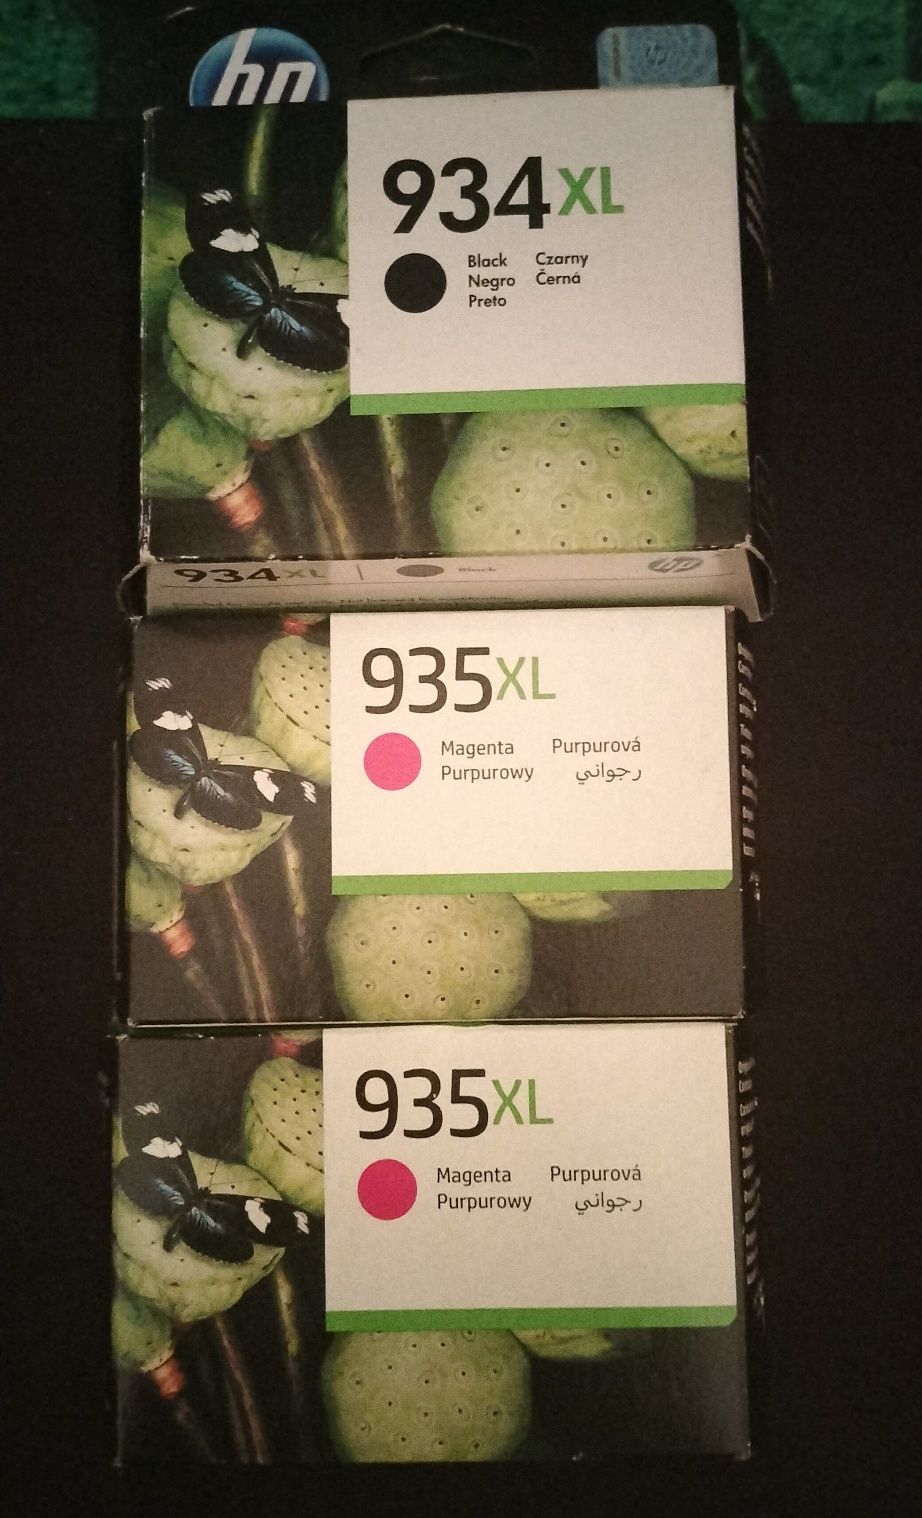 hp
934XL
Black Czarny
Negro Černá
Preto
934XL | Black hp
935XL
Magenta Purpurová
Purpurowy رجواني
935XL
Magenta Purpurová
Purpurowy رجواني